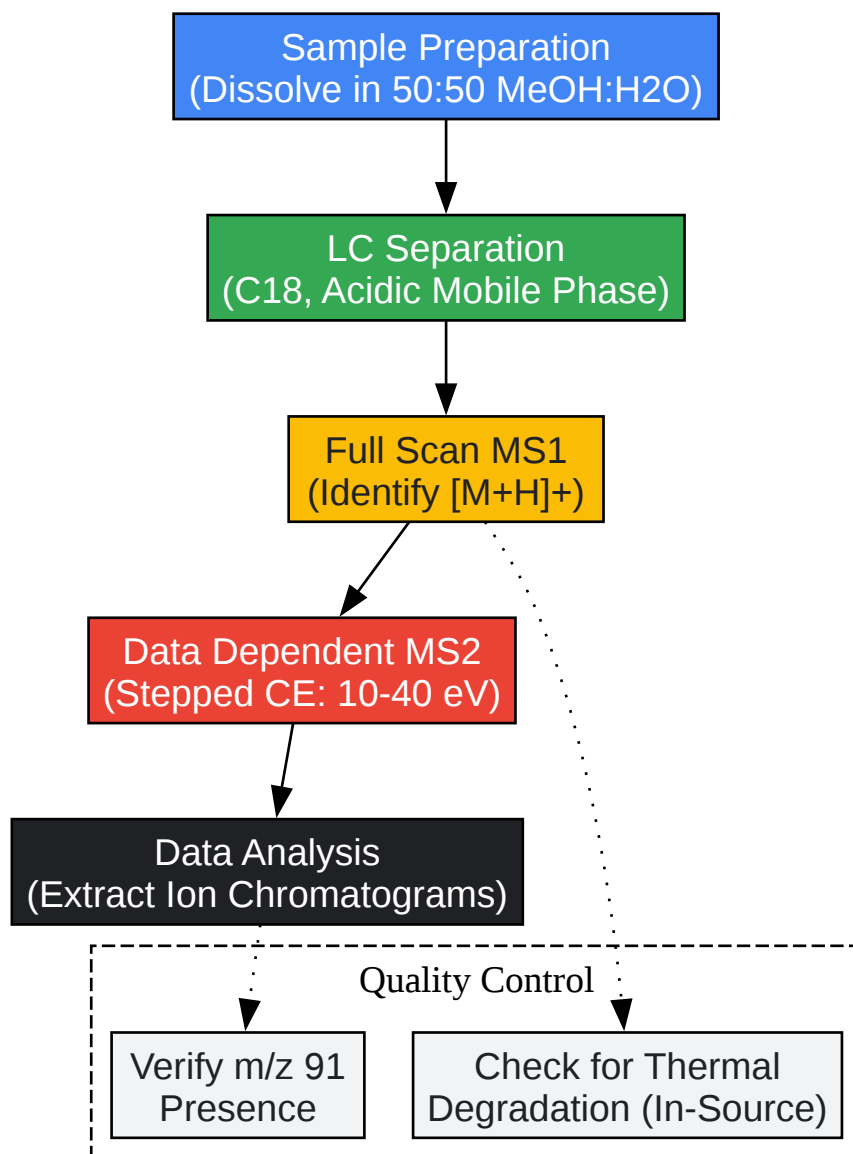 Sample Preparation
(Dissolve in 50:50 MeOH:H2O)
LC Separation
(C18, Acidic Mobile Phase)
Full Scan MS1
(Identify [M+H]+)
Data Dependent MS2
(Stepped CE: 10-40 eV)
Data Analysis
(Extract Ion Chromatograms)
Quality Control
Verify m/z 91
Presence
Check for Thermal
Degradation (In-Source)